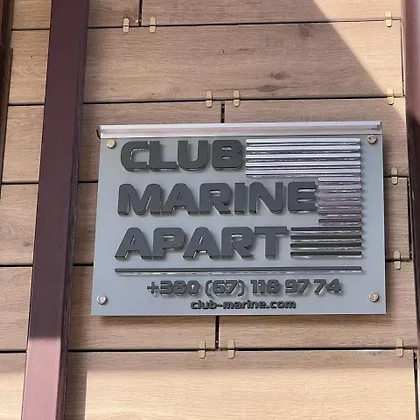 CLUB
MARINE
APART
+380 (67) 118 97 74
club-marine.com